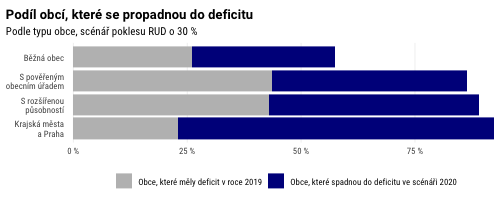 Podíl obcí, které se propadnou do deficitu
Podle typu obce, scénář poklesu RUD o 30 %
Běžná obec
S pověřeným
obecním úřadem
S rozšířenou
působností
Krajská města
a Praha
0 %
25 %
50 %
75 %
Obce, které měly deficit v roce 2019
Obce, které spadnou do deficitu ve scénáři 2020